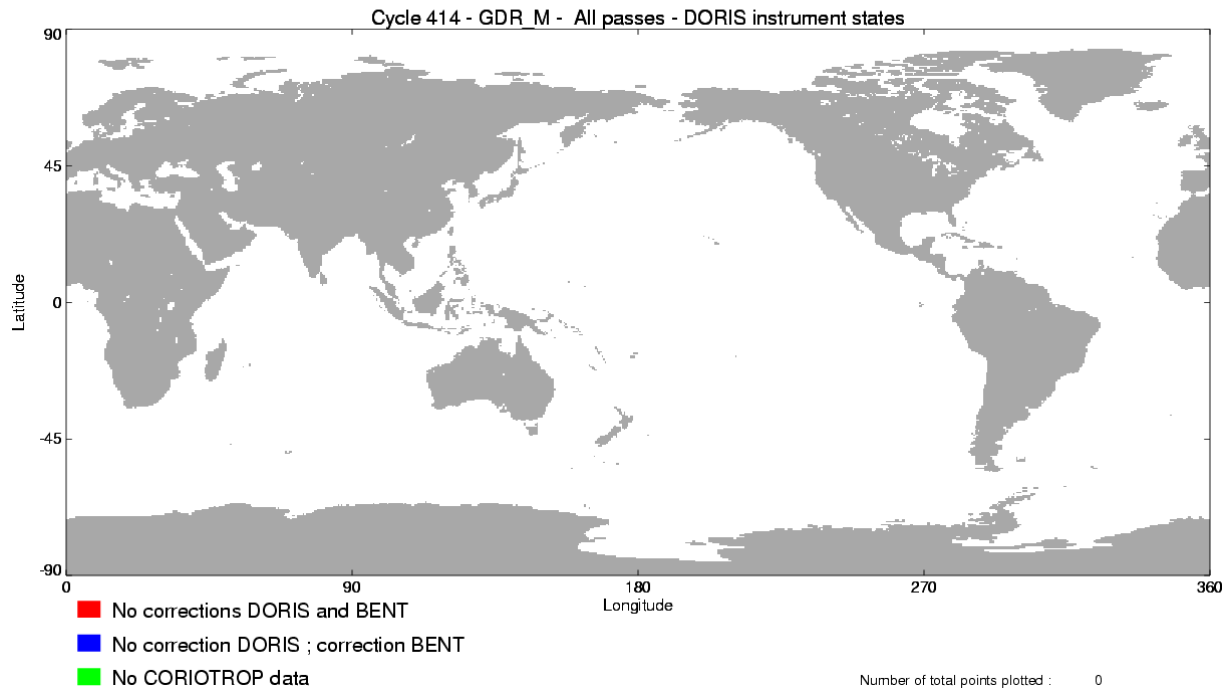 Cycle 414 - GDR_M - All passes - DORIS instrument states
90
45
0
-45
-90
Latitude
0 90 180 270 360
Longitude
No corrections DORIS and BENT
No correction DORIS ; correction BENT
No CORIOTROP data
Number of total points plotted : 0